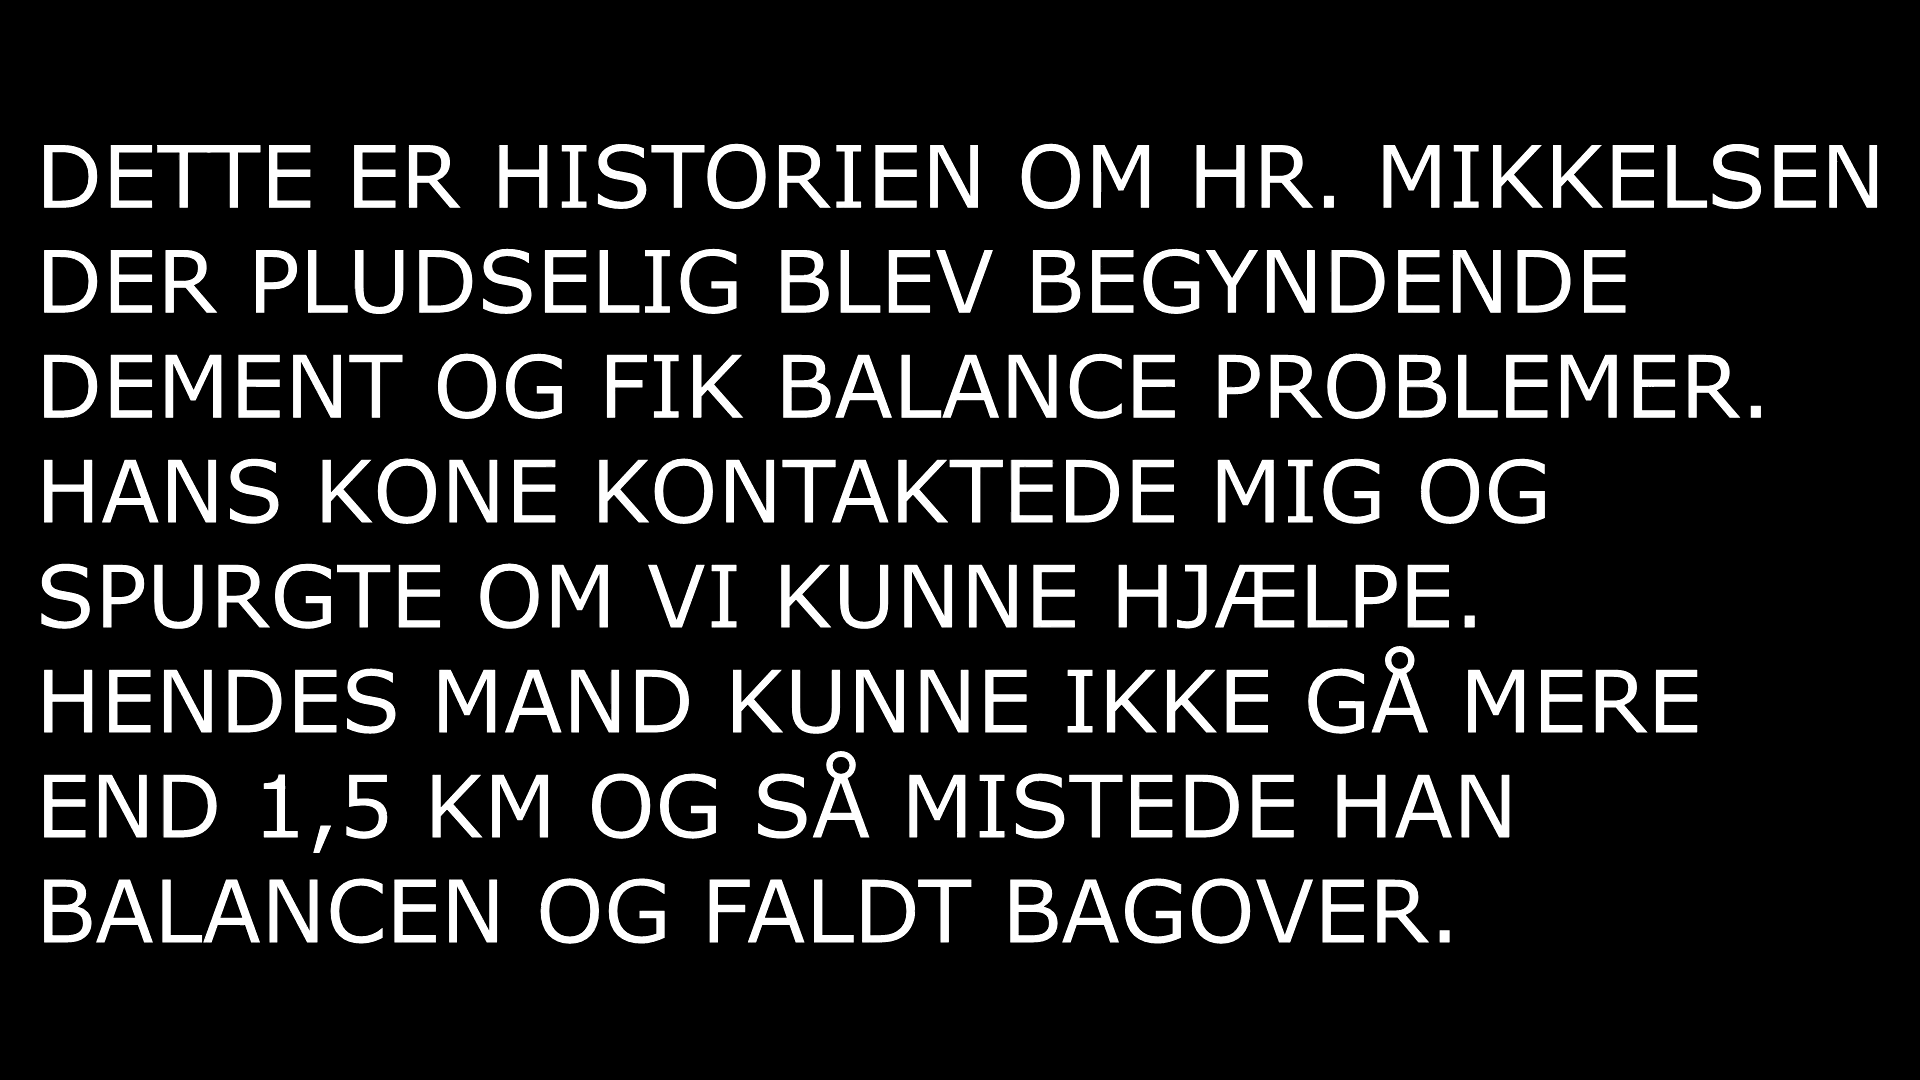 DETTE ER HISTORIEN OM HR. MIKKELSEN
DER PLUDSELIG BLEV BEGYNDENDE
DEMENT OG FIK BALANCE PROBLEMER.
HANS KONE KONTAKTEDE MIG OG
SPURGTE OM VI KUNNE HJÆLPE.
HENDES MAND KUNNE IKKE GÅ MERE
END 1,5 KM OG SÅ MISTEDE HAN
BALANCEN OG FALDT BAGOVER.